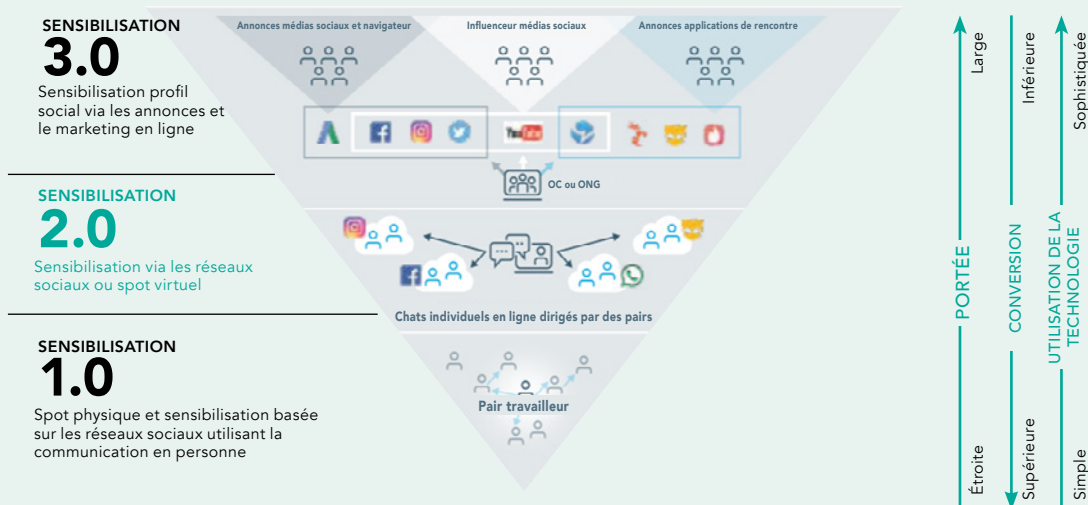 SENSIBILISATION
3.0
Sensibilisation profil
social via les annonces et
le marketing en ligne
Annonces médias sociaux et navigateur
Influenceur médias sociaux
Annonces applications de rencontre
YouTube
OC ou ONG
SENSIBILISATION
2.0
Sensibilisation via les réseaux
sociaux ou spot virtuel
Chats individuels en ligne dirigés par des pairs
SENSIBILISATION
1.0
Spot physique et sensibilisation basée
sur les réseaux sociaux utilisant la
communication en personne
Pair travailleur
Large
PORTÉE
Étroite
Inférieure
CONVERSION
Supérieure
Sophistiquée
UTILISATION DE LA
TECHNOLOGIE
Simple